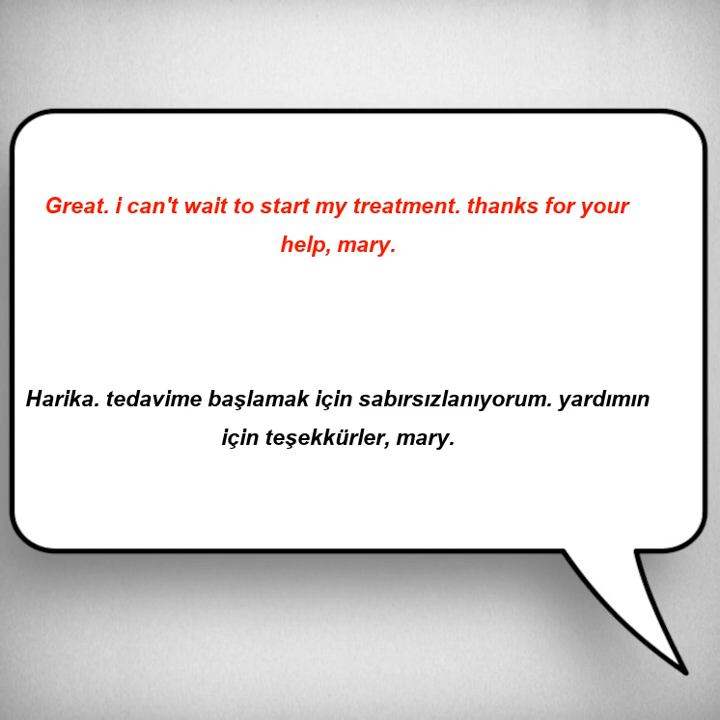 Great. i can't wait to start my treatment. thanks for your
help, mary.
Harika. tedavime başlamak için sabırsızlanıyorum. yardımın
için teşekkürler, mary.